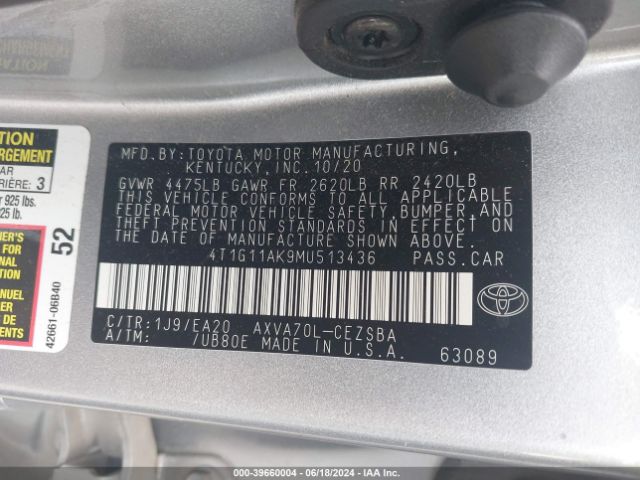 MFD.BY:TOYOTA MOTOR MANUFACTURING,
KENTUCKY,INC.10/20
GVWR 4475LB GAWR FR 2620LB RR 2420LB
THIS VEHICLE CONFORMS TO ALL APPLICABLE
FEDERAL MOTOR VEHICLE SAFETY,BUMPER,AND
THEFT PREVENTION STANDARDS IN EFFECT ON
THE DATE OF MANUFACTURE SHOWN ABOVE.
4T1G11AK9MU513436 PASS.CAR
C/TR:1J9/EA20 AXVA70L-CEZSBA
A/TM: /UB80E MADE IN U.S.A. 63089
TOYOTA
ARRIÈRE: 3
925 lbs.
925 lb.
52
42661-06B40
000-39660004 - 06/18/2024 - IAA Inc.